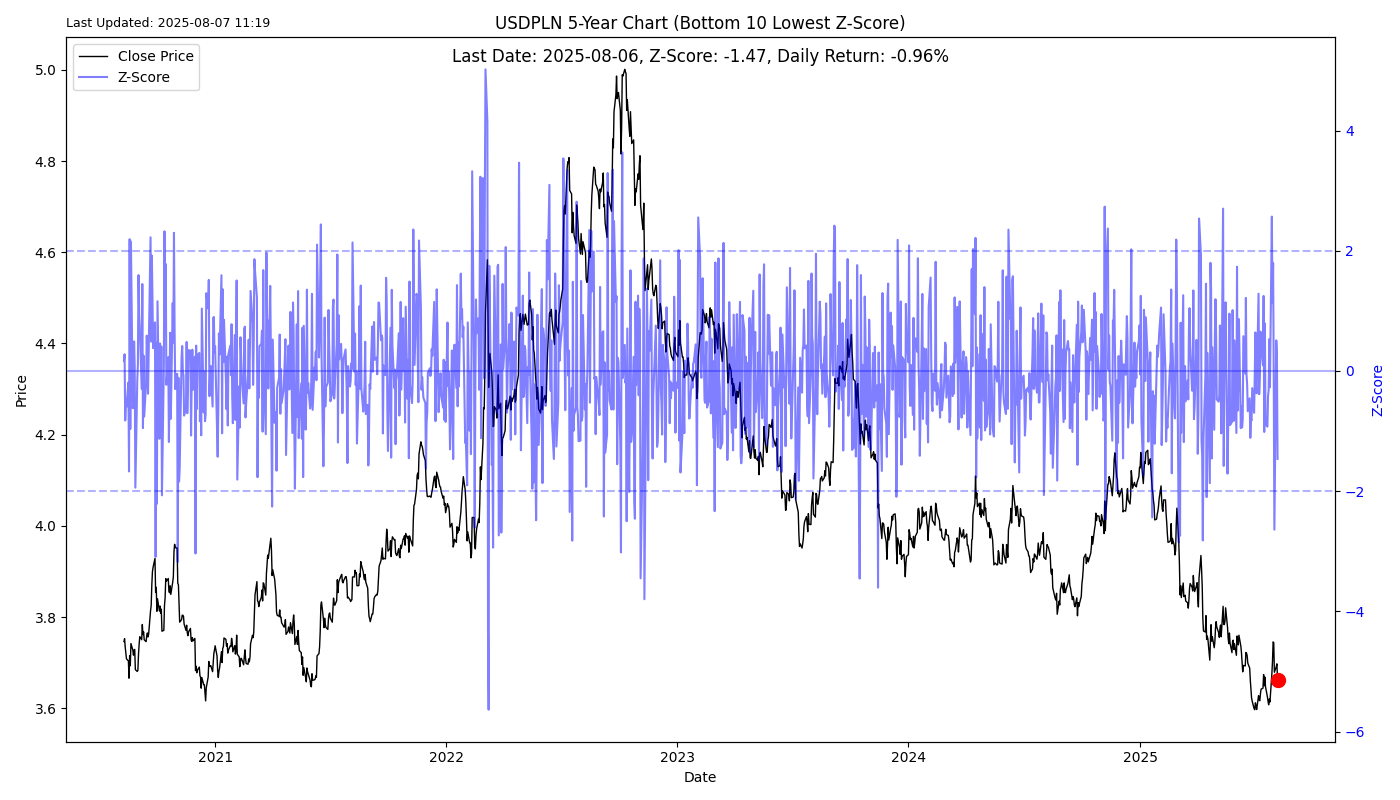 Last Updated: 2025-08-07 11:19
USDPLN 5-Year Chart (Bottom 10 Lowest Z-Score)
Last Date: 2025-08-06, Z-Score: -1.47, Daily Return: -0.96%
Close Price
Z-Score
5.0
4.8
4.6
4.4
4.2
4.0
3.8
3.6
Price
4
2
0
−2
−4
−6
Z-Score
2021
2022
2023
2024
2025
Date